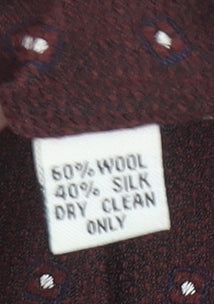 60% WOOL
40% SILK
DRY CLEAN
ONLY